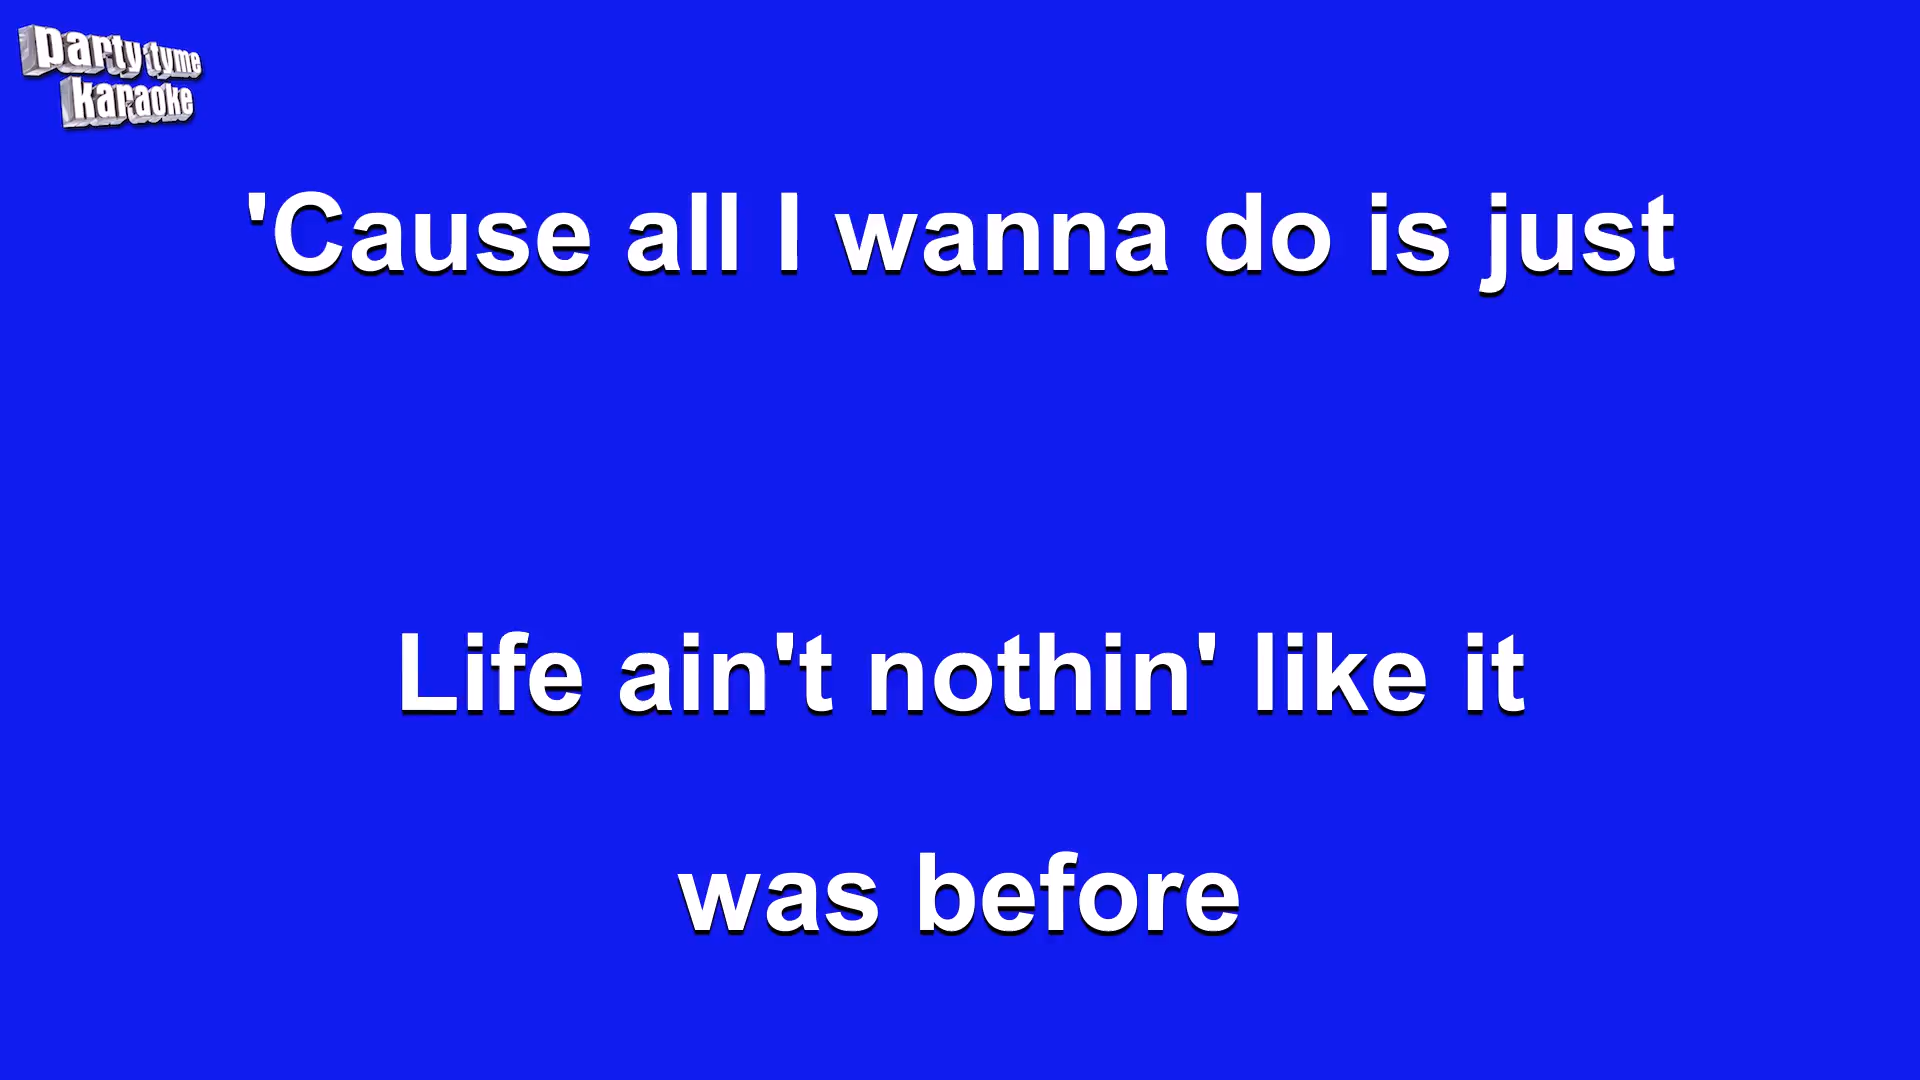 party tyme
karaoke
'Cause all I wanna do is just
Life ain't nothin' like it
was before